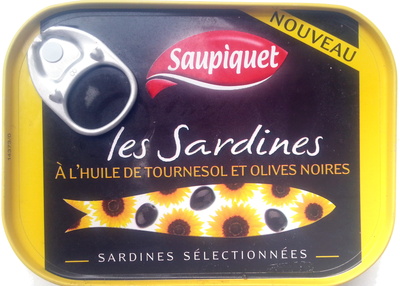 NOUVEAU
Saupiquet
les Sardines
À L'HUILE DE TOURNESOL ET OLIVES NOIRES
SARDINES SÉLECTIONNÉES